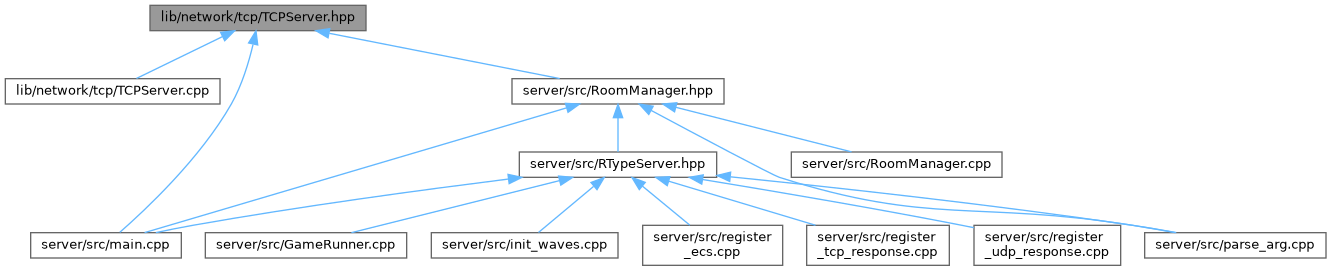 lib/network/tcp/TCPServer.hpp
lib/network/tcp/TCPServer.cpp
server/src/RoomManager.hpp
server/src/RTypeServer.hpp
server/src/RoomManager.cpp
server/src/main.cpp
server/src/GameRunner.cpp
server/src/init_waves.cpp
server/src/register
_ecs.cpp
server/src/register
_tcp_response.cpp
server/src/register
_udp_response.cpp
server/src/parse_arg.cpp